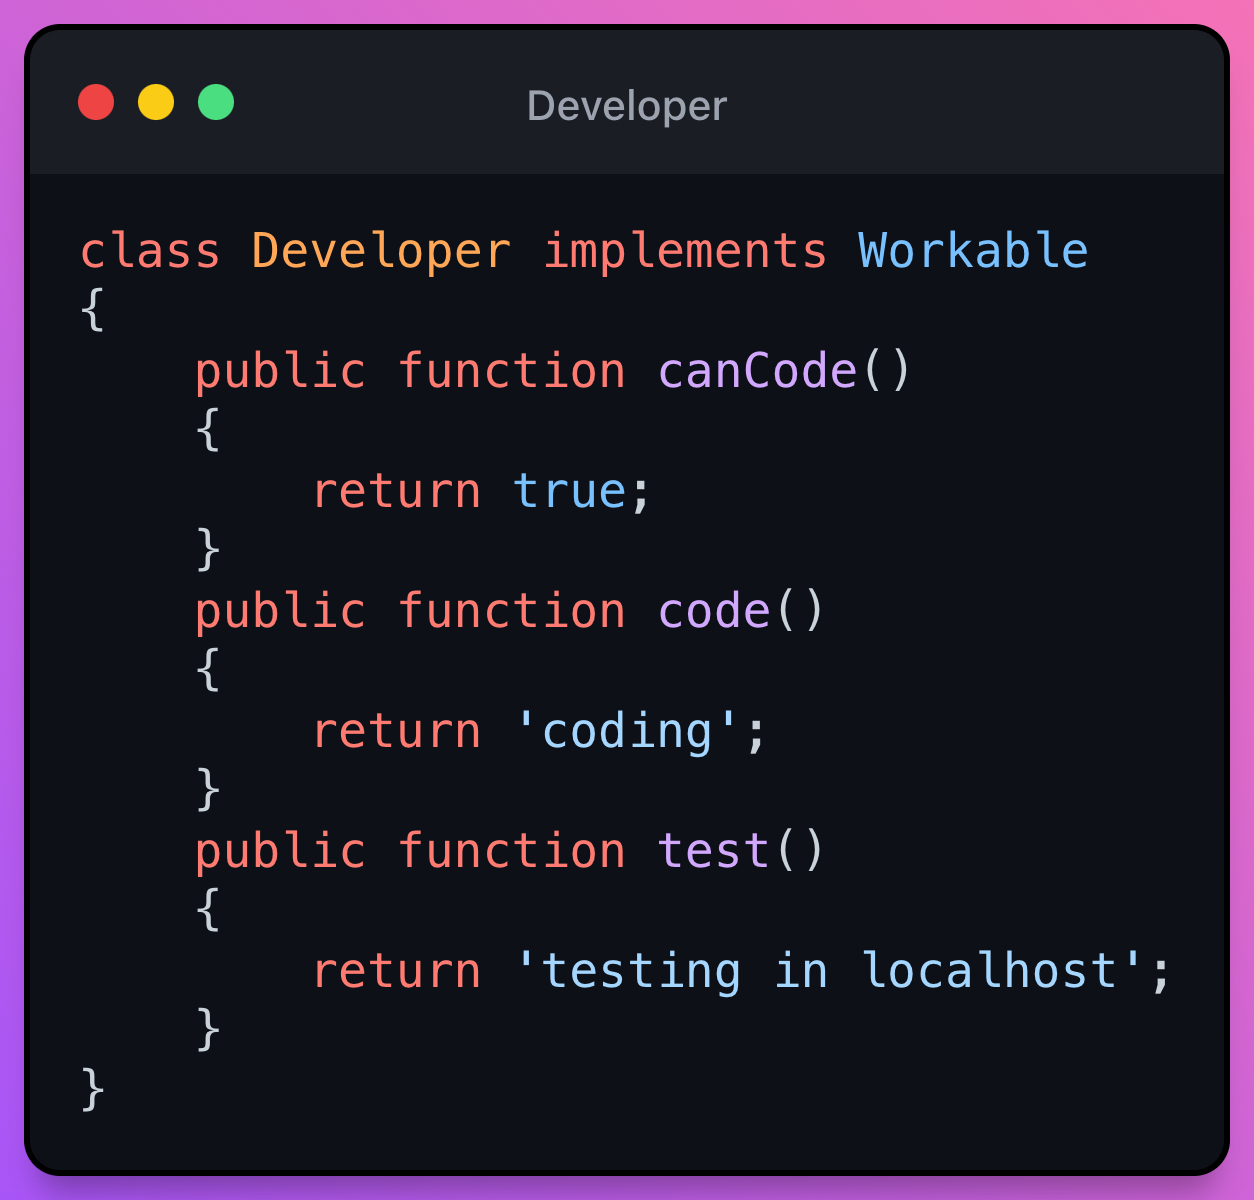 Developer
class Developer implements Workable
{
    public function canCode()
    {
        return true;
    }
    public function code()
    {
        return 'coding';
    }
    public function test()
    {
        return 'testing in localhost';
    }
}